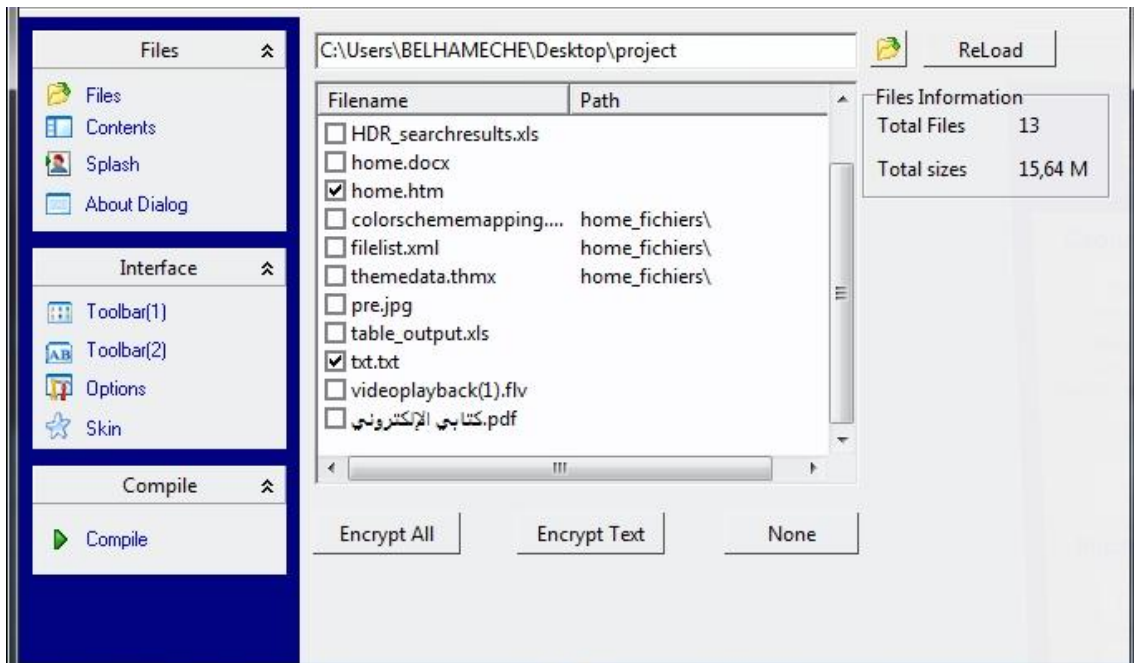 Files
Files
Contents
Splash
About Dialog
Interface
Toolbar(1)
Toolbar(2)
Options
Skin
Compile
Compile
C:\Users\BELHAMECHE\Desktop\project
ReLoad
Filename Path
HDR_searchresults.xls
home.docx
home.htm
colorschememapping.... home_fichiers\
filelist.xml home_fichiers\
themedata.thmx home_fichiers\
pre.jpg
table_output.xls
txt.txt
videoplayback(1).flv
كتابي الإلكتروني.pdf
Encrypt All Encrypt Text None
Files Information
Total Files 13
Total sizes 15,64 M